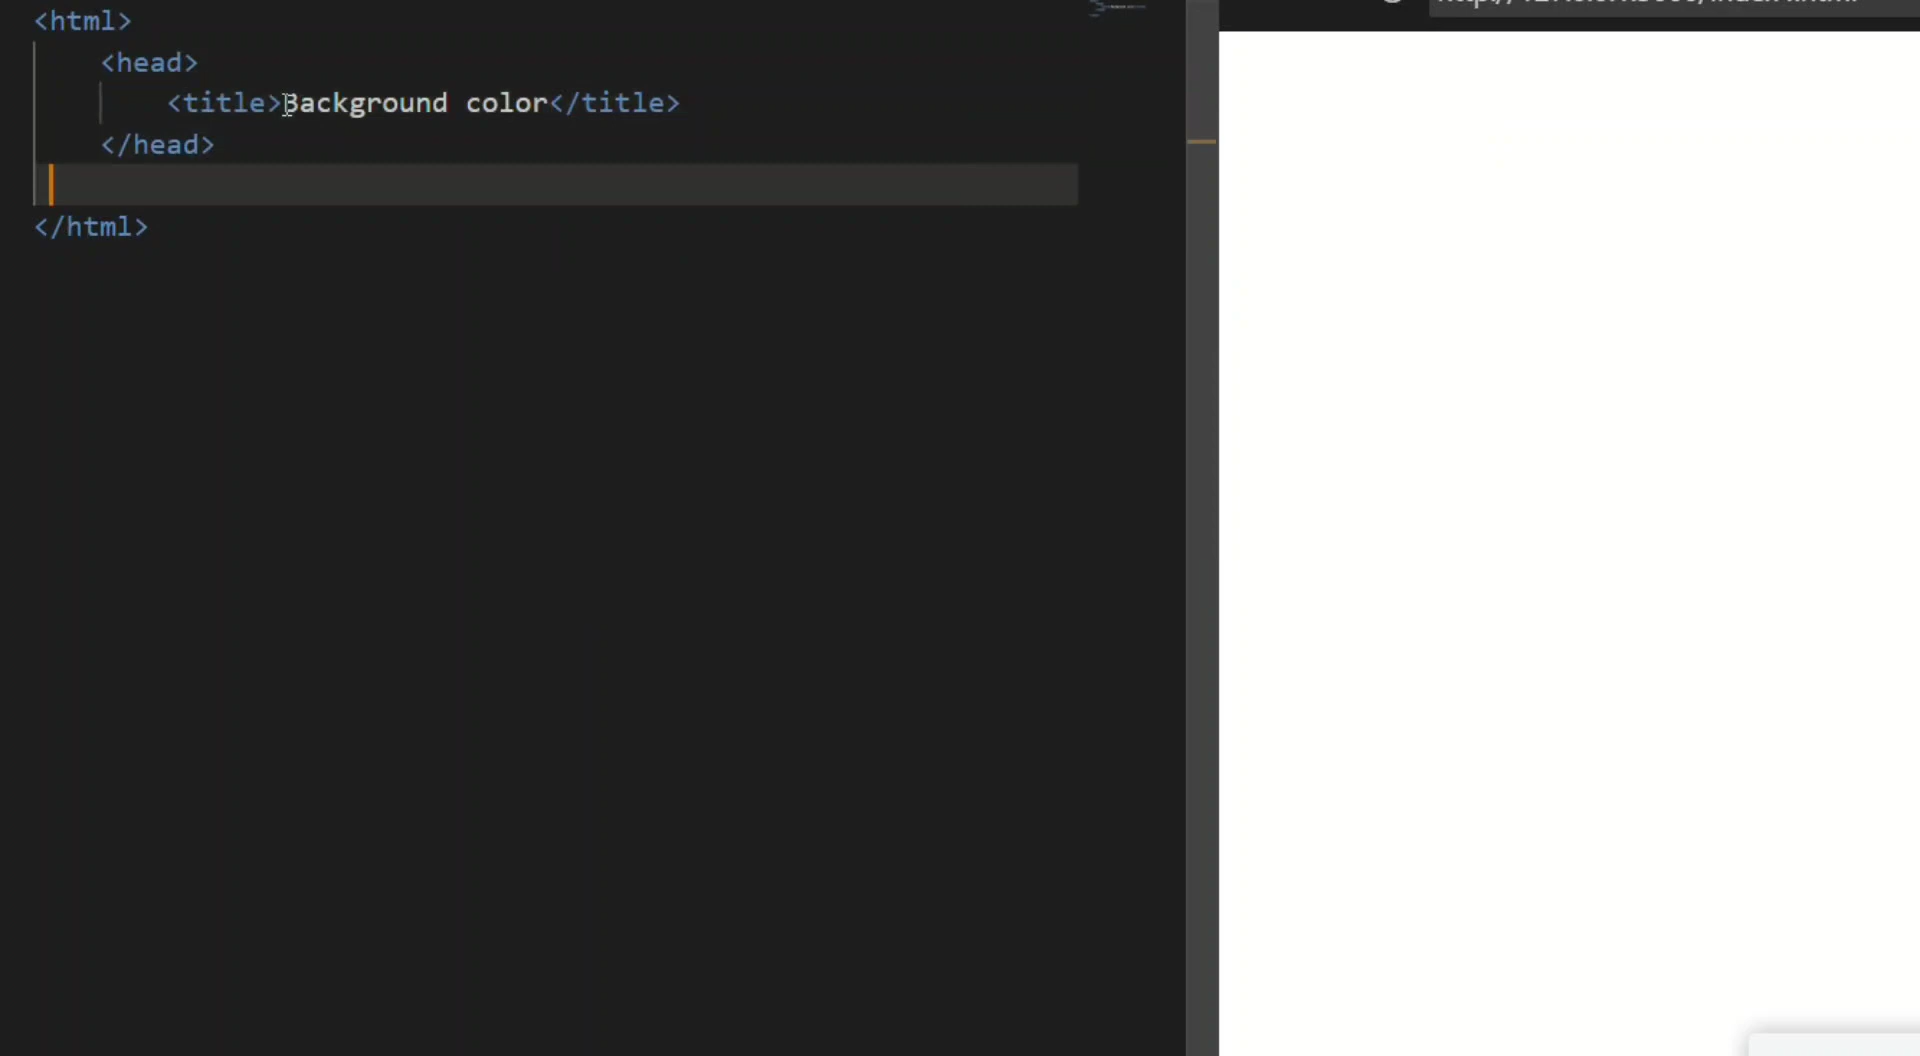 <html>
<head>
<title>Background color</title>
</head>
</html>